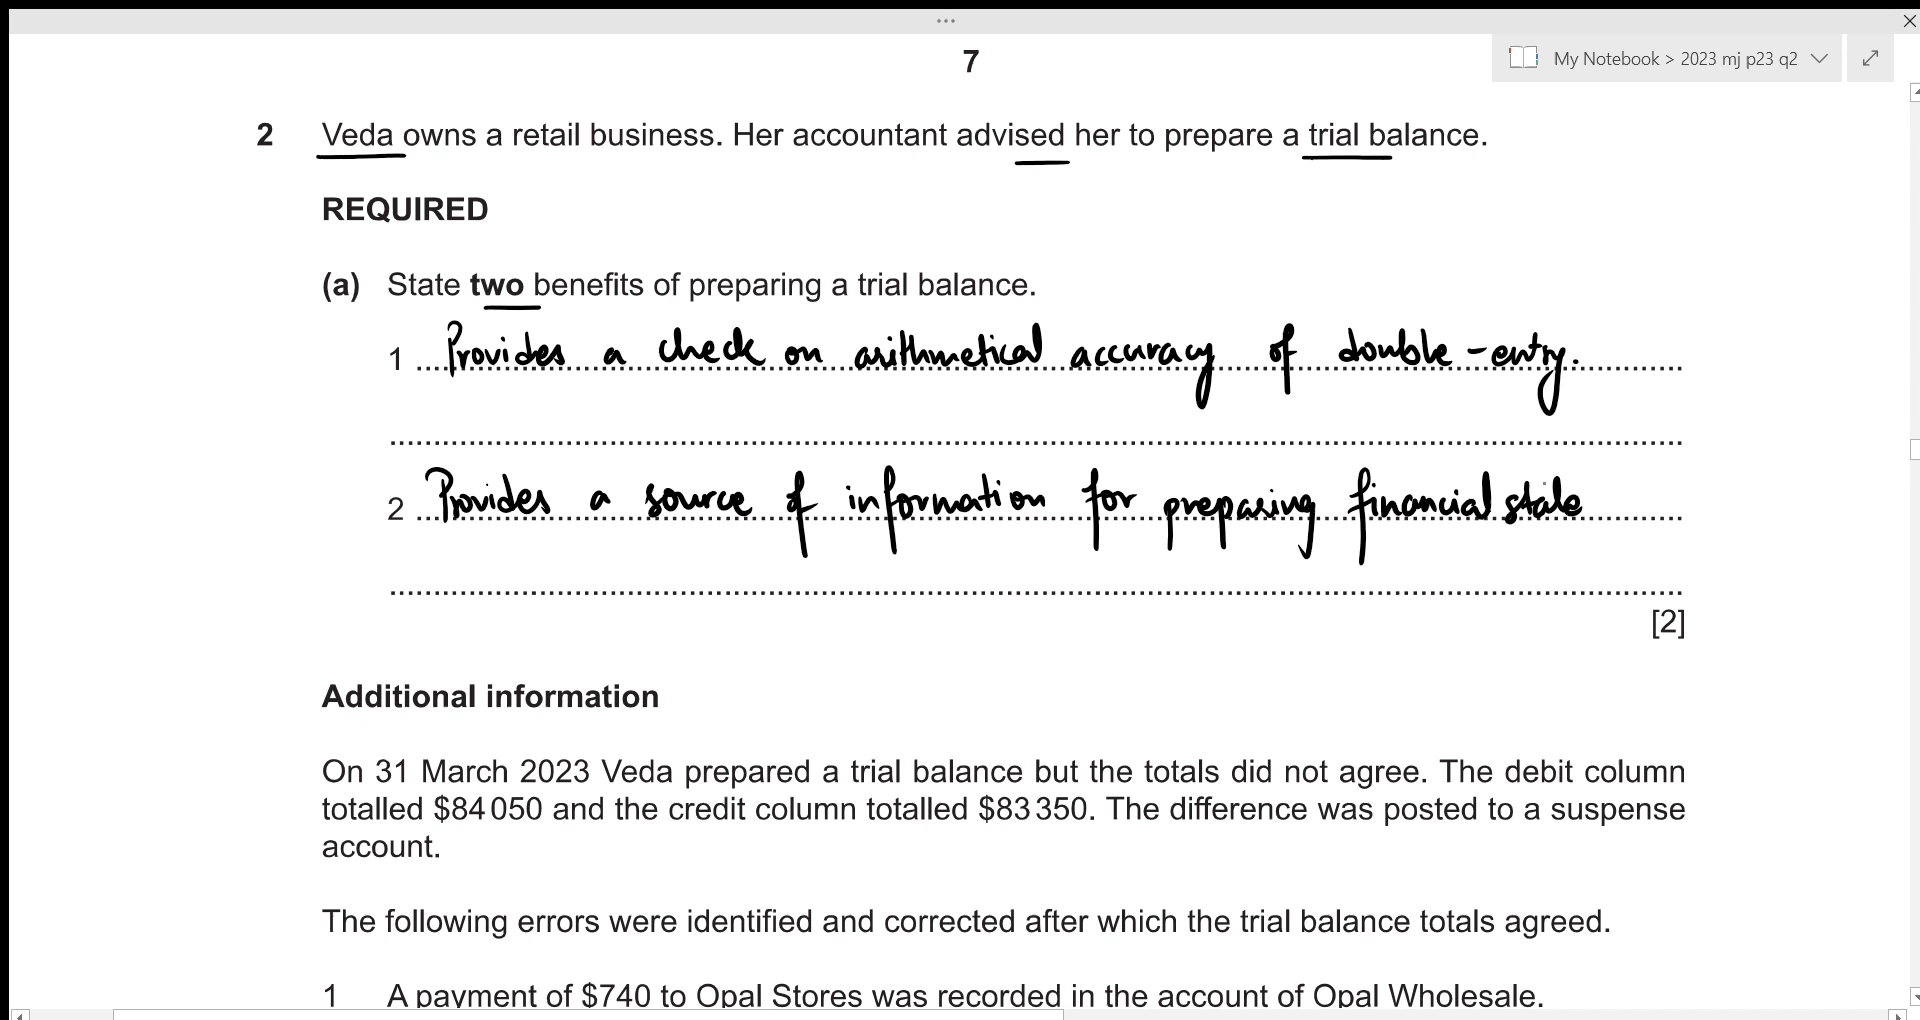 7
My Notebook > 2023 mj p23 q2
2 Veda owns a retail business. Her accountant advised her to prepare a trial balance.
REQUIRED
(a) State two benefits of preparing a trial balance.
1 Provides a check on arithmetical accuracy of double-entry.
2 Provides a source of information for preparing financial state
[2]
Additional information
On 31 March 2023 Veda prepared a trial balance but the totals did not agree. The debit column
totalled $84 050 and the credit column totalled $83 350. The difference was posted to a suspense
account.
The following errors were identified and corrected after which the trial balance totals agreed.
1 A payment of $740 to Opal Stores was recorded in the account of Opal Wholesale.